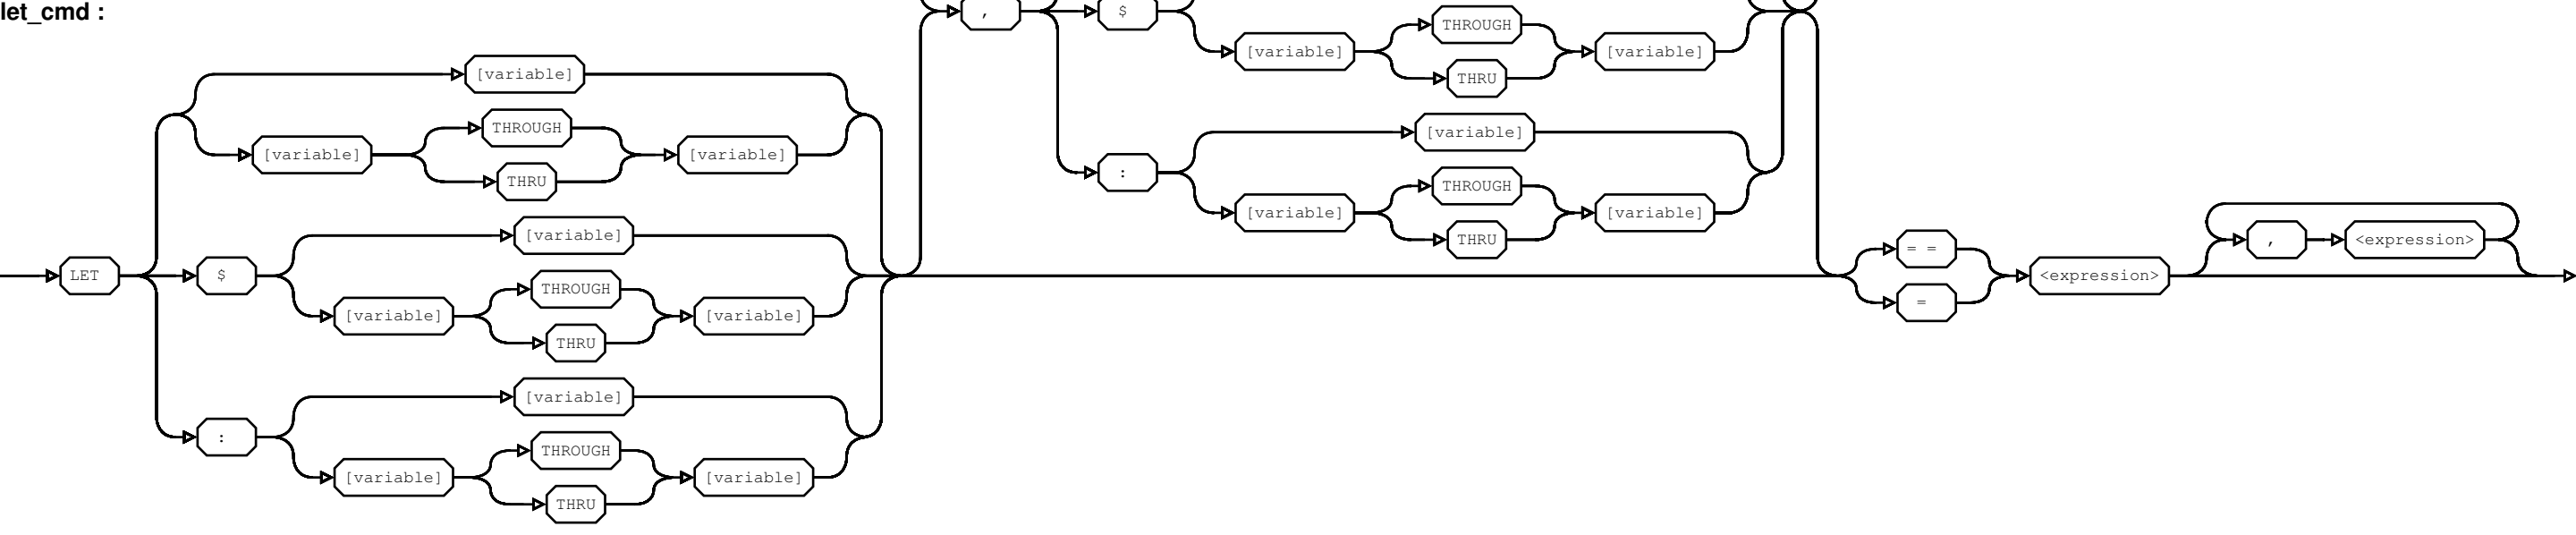 let_cmd :
, $
[variable] THROUGH [variable]
THRU
[variable]
[variable] THROUGH [variable]
THRU
$ [variable]
[variable] THROUGH [variable]
THRU
: [variable]
[variable] THROUGH [variable]
THRU
: [variable]
[variable] THROUGH [variable]
THRU
LET
= =
=
<expression>
, <expression>